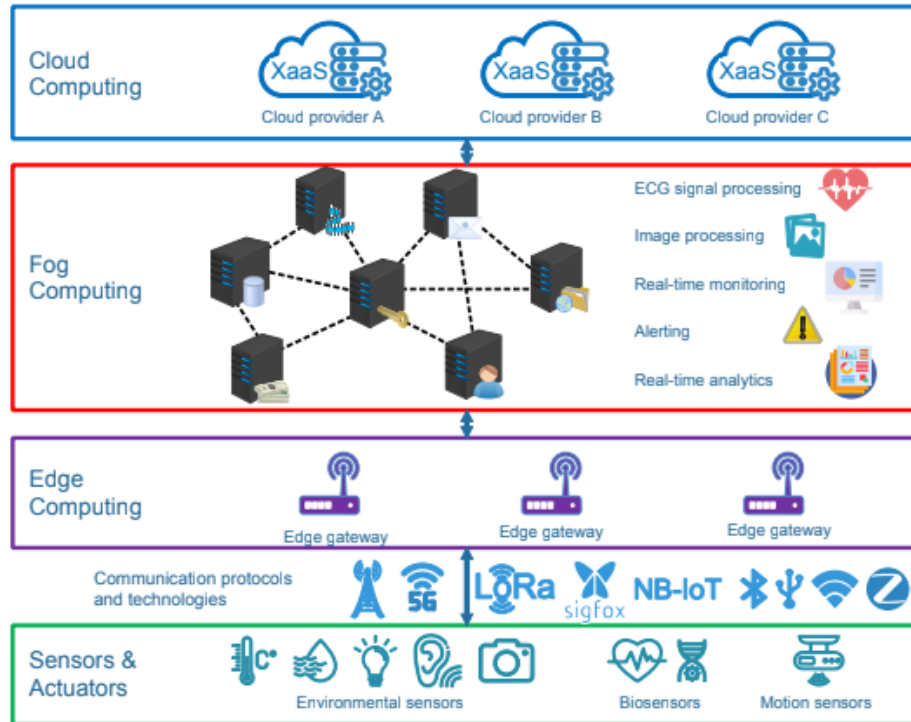 Cloud
Computing
XaaS
XaaS
XaaS
Cloud provider A
Cloud provider B
Cloud provider C
Fog
Computing
ECG signal processing
Image processing
Real-time monitoring
Alerting
Real-time analytics
Edge
Computing
Edge gateway
Edge gateway
Edge gateway
Communication protocols
and technologies
5G
LoRa
sigfox
NB-IoT
Sensors &
Actuators
C°
Environmental sensors
Biosensors
Motion sensors